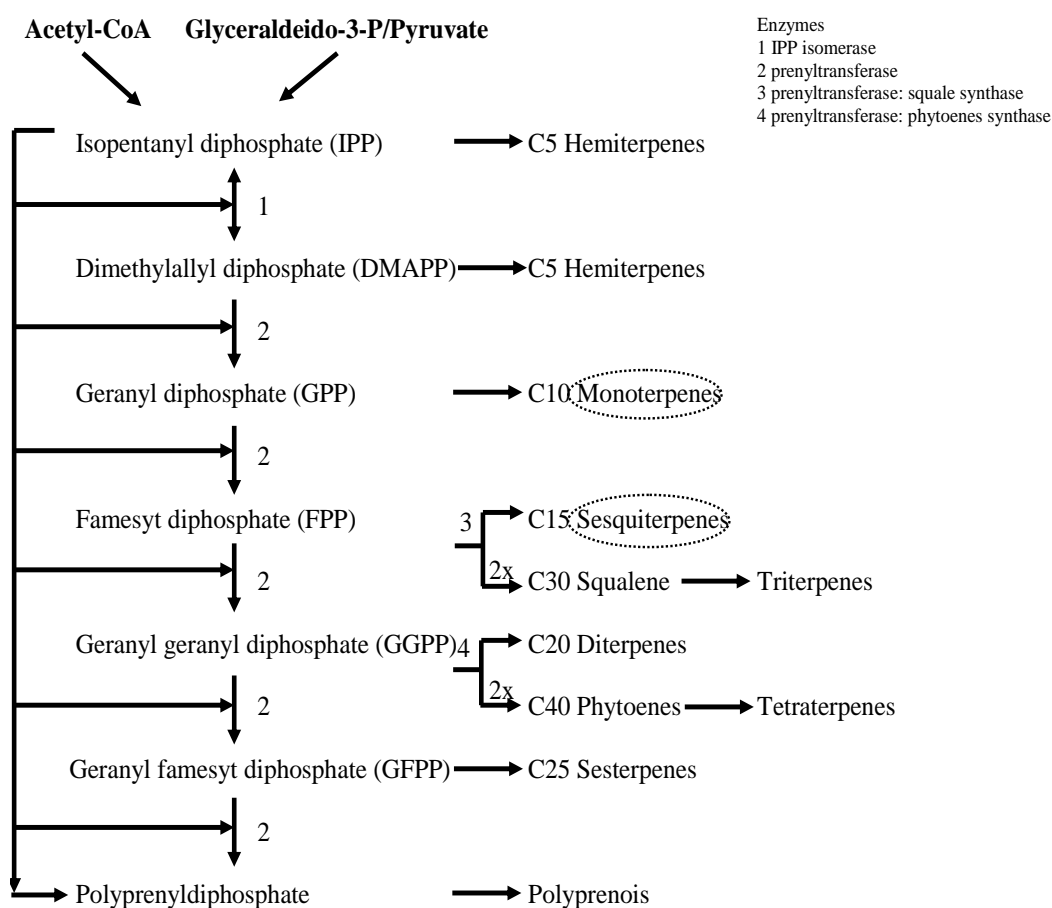 Acetyl-CoA Glyceraldeido-3-P/Pyruvate
Enzymes
1 IPP isomerase
2 prenyltransferase
3 prenyltransferase: squale synthase
4 prenyltransferase: phytoenes synthase
Isopentanyl diphosphate (IPP) C5 Hemiterpenes
1
Dimethylallyl diphosphate (DMAPP) C5 Hemiterpenes
2
Geranyl diphosphate (GPP) C10 Monoterpenes
2
Famesyt diphosphate (FPP) 3 C15 Sesquiterpenes
2 2x C30 Squalene Triterpenes
Geranyl geranyl diphosphate (GGPP) 4 C20 Diterpenes
2 2x C40 Phytoenes Tetraterpenes
Geranyl famesyt diphosphate (GFPP) C25 Sesterpenes
2
Polyprenyldiphosphate Polyprenois